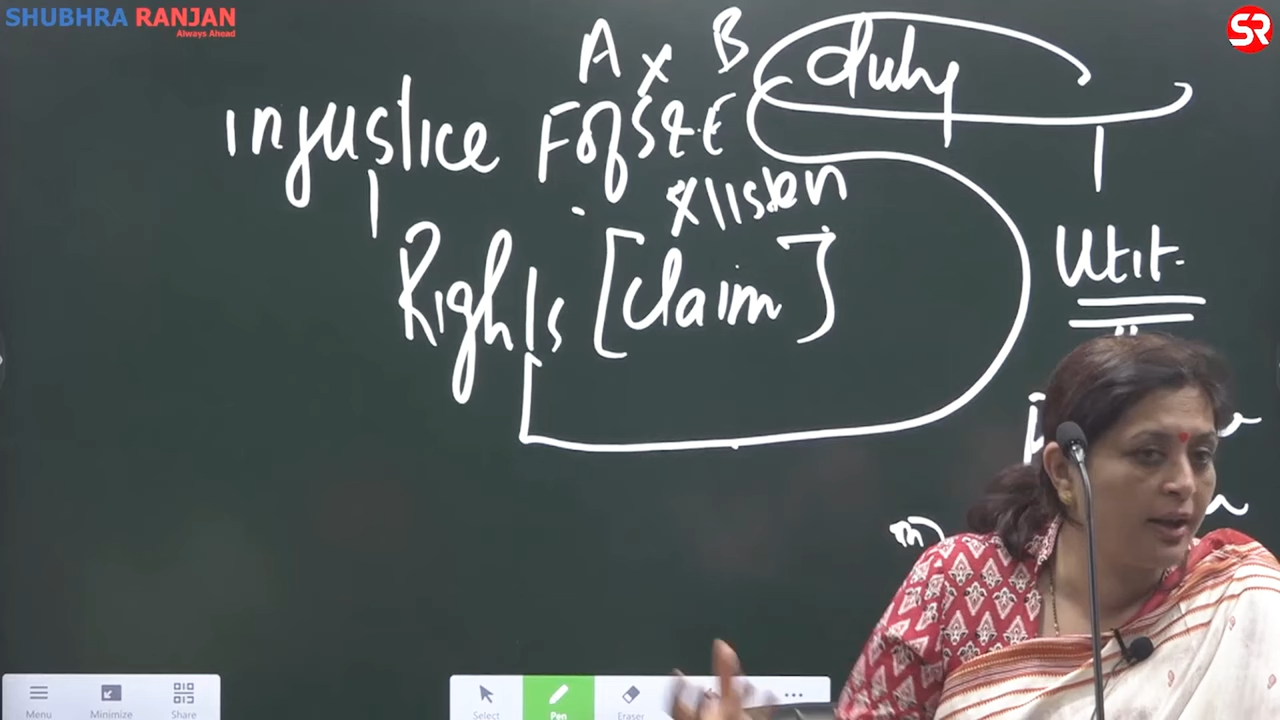 SHUBHRA RANJAN
Always Ahead
SR
A x B duty
injustice
x listen
Rights [Claim]
Utit.
Menu Minimize Share
Select Pen Eraser